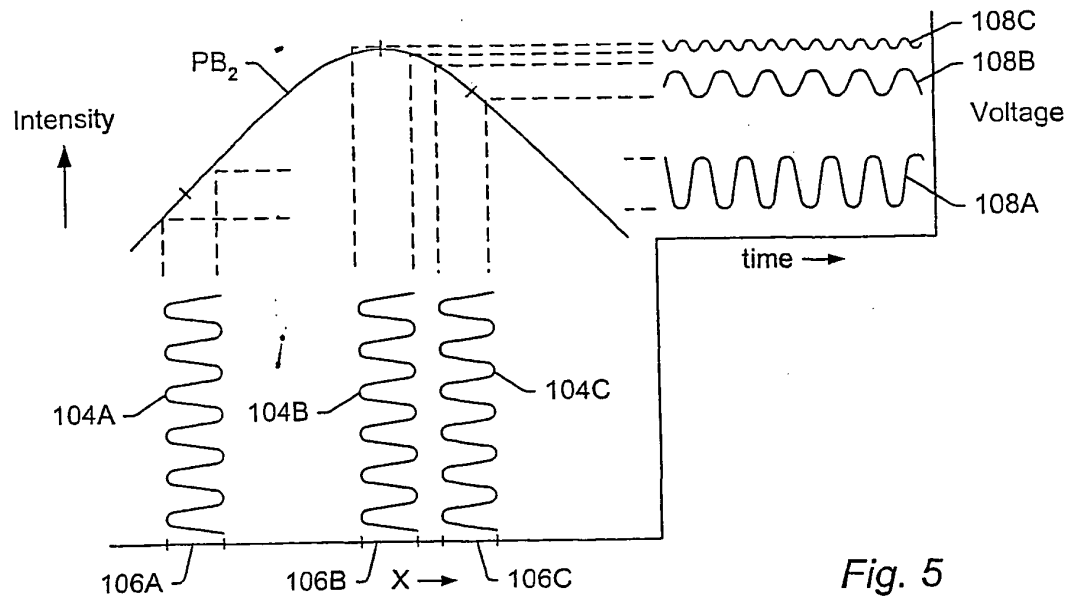 108C
PB2
108B
Intensity
Voltage
108A
time
104A
104B
104C
106A
106B
X
106C
Fig. 5